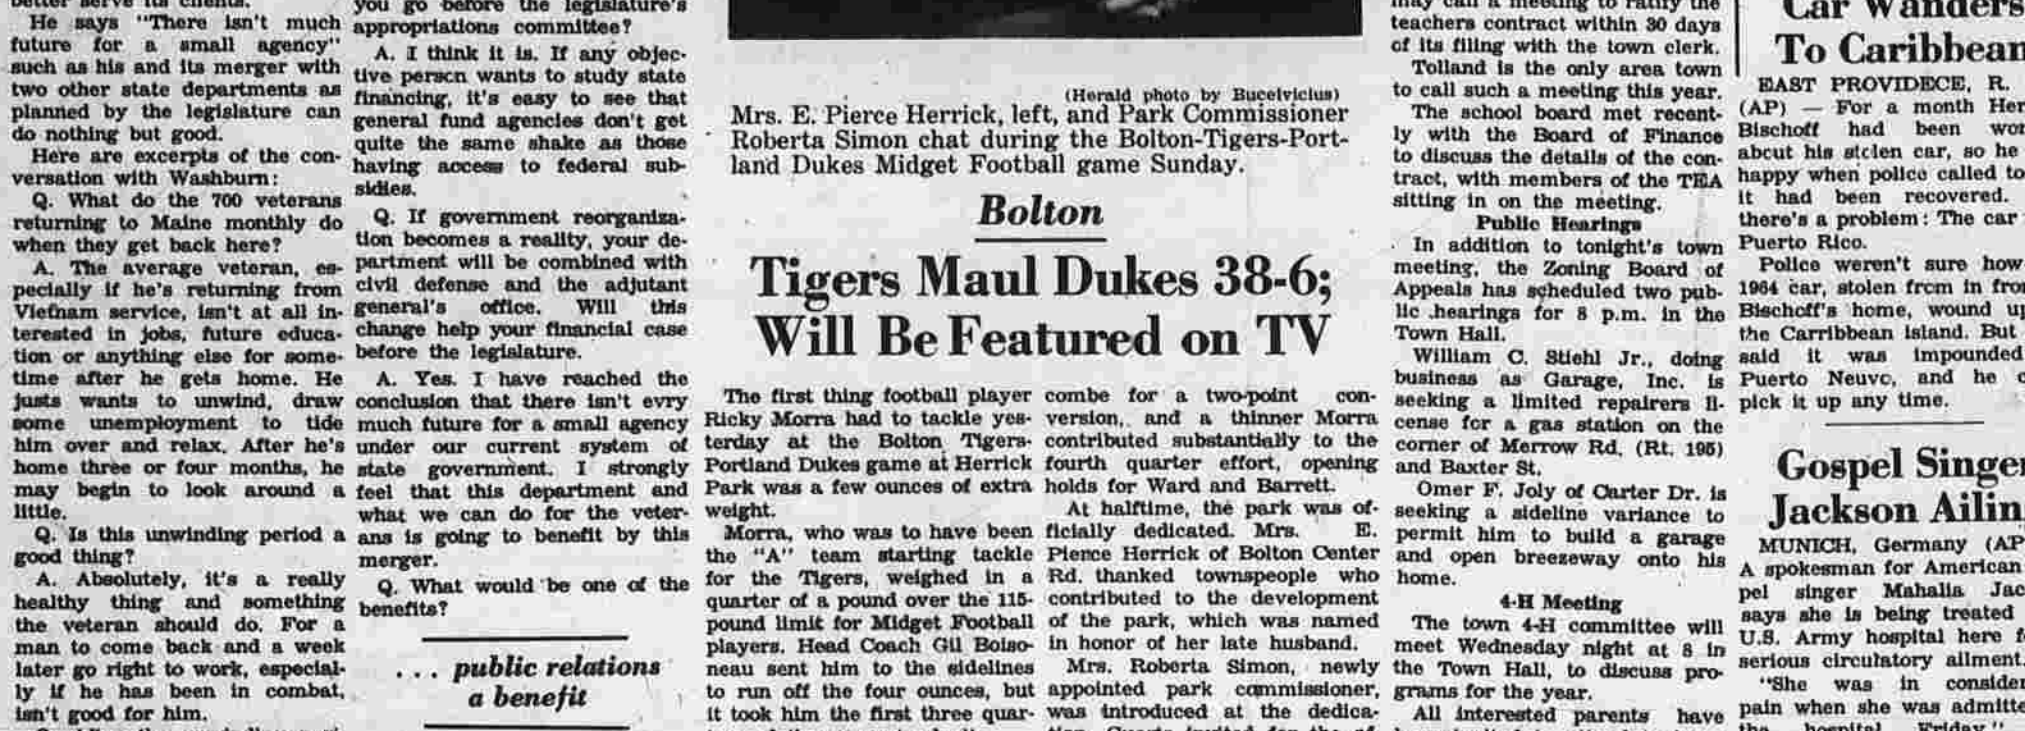 better serve its clients.
He says "There isn't much
future for a small agency"
such as his and its merger with
two other state departments as
planned by the legislature can
do nothing but good.
Here are excerpts of the con-
versation with Washburn:
Q. What do the 700 veterans
returning to Maine monthly do
when they get back here?
A. The average veteran, es-
pecially if he's returning from
Vietnam service, isn't at all in-
terested in jobs, future educa-
tion or anything else for some-
time after he gets home. He
justs wants to unwind, draw
some unemployment to tide
him over and relax. After he's
home three or four months, he
may begin to look around a
little.
Q. Is this unwinding period a
good thing?
A. Absolutely, it's a really
healthy thing and something
the veteran should do. For a
man to come back and a week
later go right to work, especial-
ly if he has been in combat,
isn't good for him.
you go before the legislature's
appropriations committee?
A. I think it is. If any objec-
tive perscn wants to study state
financing, it's easy to see that
general fund agencies don't get
quite the same shake as those
having access to federal sub-
sidies.
Q. If government reorganiza-
tion becomes a reality, your de-
partment will be combined with
civil defense and the adjutant
general's office. Will this
change help your financial case
before the legislature.
A. Yes. I have reached the
conclusion that there isn't evry
much future for a small agency
under our current system of
state government. I strongly
feel that this department and
what we can do for the veter-
ans is going to benefit by this
merger.
Q. What would be one of the
benefits?
. . . public relations
a benefit
(Herald photo by Bucelvicius)
Mrs. E. Pierce Herrick, left, and Park Commissioner
Roberta Simon chat during the Bolton-Tigers-Port-
land Dukes Midget Football game Sunday.
Bolton
Tigers Maul Dukes 38-6;
Will Be Featured on TV
The first thing football player
Ricky Morra had to tackle yes-
terday at the Bolton Tigers-
Portland Dukes game at Herrick
Park was a few ounces of extra
weight.
Morra, who was to have been
the "A" team starting tackle
for the Tigers, weighed in a
quarter of a pound over the 115-
pound limit for Midget Football
players. Head Coach Gil Boiso-
neau sent him to the sidelines
to run off the four ounces, but
it took him the first three quar-
combe for a two-point con-
version, and a thinner Morra
contributed substantially to the
fourth quarter effort, opening
holds for Ward and Barrett.
At halftime, the park was of-
ficially dedicated. Mrs. E.
Pierce Herrick of Bolton Center
Rd. thanked townspeople who
contributed to the development
of the park, which was named
in honor of her late husband.
Mrs. Roberta Simon, newly
appointed park commissioner,
was introduced at the dedica-
may call a meeting to ratify the
teachers contract within 30 days
of its filing with the town clerk.
Tolland is the only area town
to call such a meeting this year.
The school board met recent-
ly with the Board of Finance
to discuss the details of the con-
tract, with members of the TEA
sitting in on the meeting.
Public Hearings
In addition to tonight's town
meeting, the Zoning Board of
Appeals has scheduled two pub-
lic hearings for 8 p.m. in the
Town Hall.
William C. Stiehl Jr., doing
business as Garage, Inc. is
seeking a limited repairers li-
cense for a gas station on the
corner of Merrow Rd. (Rt. 195)
and Baxter St.
Omer F. Joly of Carter Dr. is
seeking a sideline variance to
permit him to build a garage
and open breezeway onto his
home.
4-H Meeting
The town 4-H committee will
meet Wednesday night at 8 in
the Town Hall, to discuss pro-
grams for the year.
All interested parents have
Car Wanders
To Caribbean
EAST PROVIDECE, R.
(AP) — For a month Her
Bischoff had been wor
abcut his stclen car, so he
happy when police called to
it had been recovered.
there's a problem: The car
Puerto Rico.
Police weren't sure how
1964 car, stolen frcm in fron
Bischoff's home, wound up
the Carribbean island. But
said it was impounded
Puerto Neuvc, and he c
pick it up any time.
Gospel Singer
Jackson Ailin
MUNICH, Germany (AP
A spokesman for American
pel singer Mahalia Jac
says she is being treated
U.S. Army hospital here f
serious circulatory ailment.
"She was in consider
pain when she was admitte
the hospital Friday,"